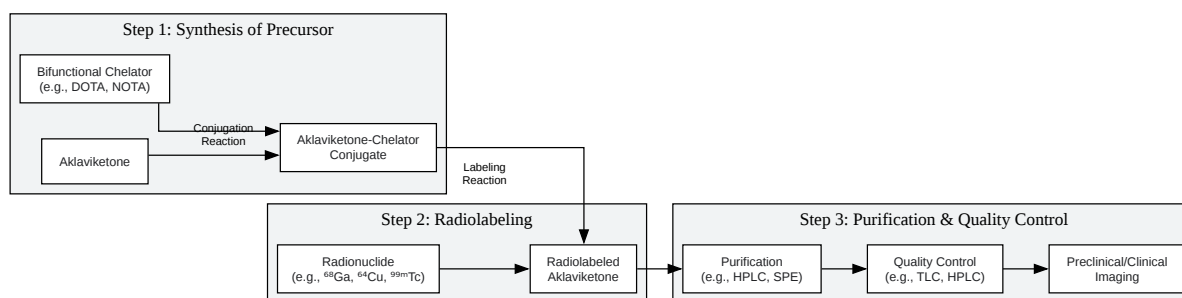 Step 1: Synthesis of Precursor
Bifunctional Chelator
(e.g., DOTA, NOTA)
Conjugation
Reaction
Aklaviketone
Aklaviketone-Chelator
Conjugate
Labeling
Reaction
Step 2: Radiolabeling
Radionuclide
(e.g., ⁶⁸Ga, ⁶⁴Cu, ⁹⁹ᵐTc)
Radiolabeled
Aklaviketone
Step 3: Purification & Quality Control
Purification
(e.g., HPLC, SPE)
Quality Control
(e.g., TLC, HPLC)
Preclinical/Clinical
Imaging